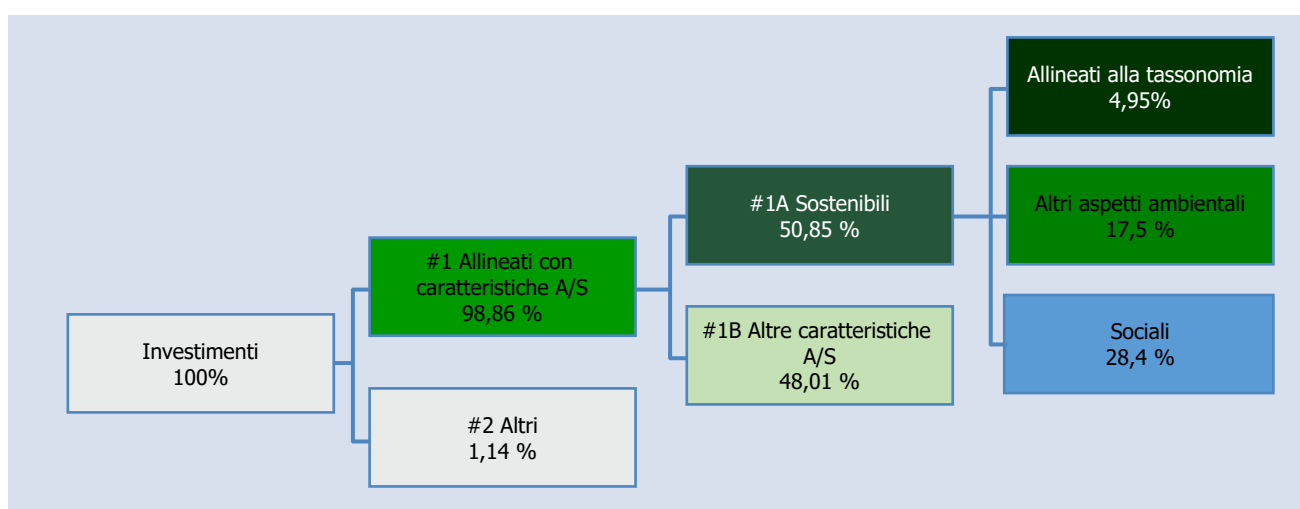 Investimenti
100%
#1 Allineati con
caratteristiche A/S
98,86 %
#2 Altri
1,14 %
#1A Sostenibili
50,85 %
#1B Altre caratteristiche
A/S
48,01 %
Allineati alla tassonomia
4,95%
Altri aspetti ambientali
17,5 %
Sociali
28,4 %